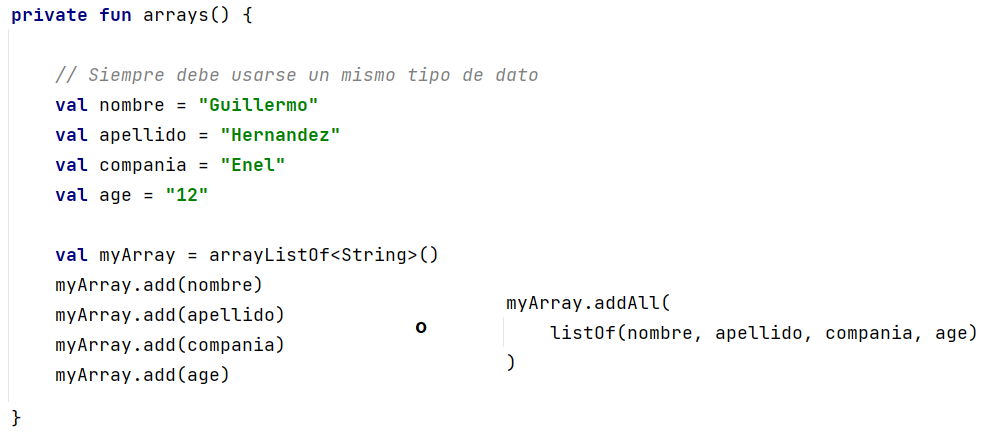 private fun arrays() {
// Siempre debe usarse un mismo tipo de dato
val nombre = "Guillermo"
val apellido = "Hernandez"
val compania = "Enel"
val age = "12"
val myArray = arrayListOf<String>()
myArray.add(nombre)
myArray.add(apellido)
myArray.add(compania)
myArray.add(age)
}
o
myArray.addAll(
listOf(nombre, apellido, compania, age)
)